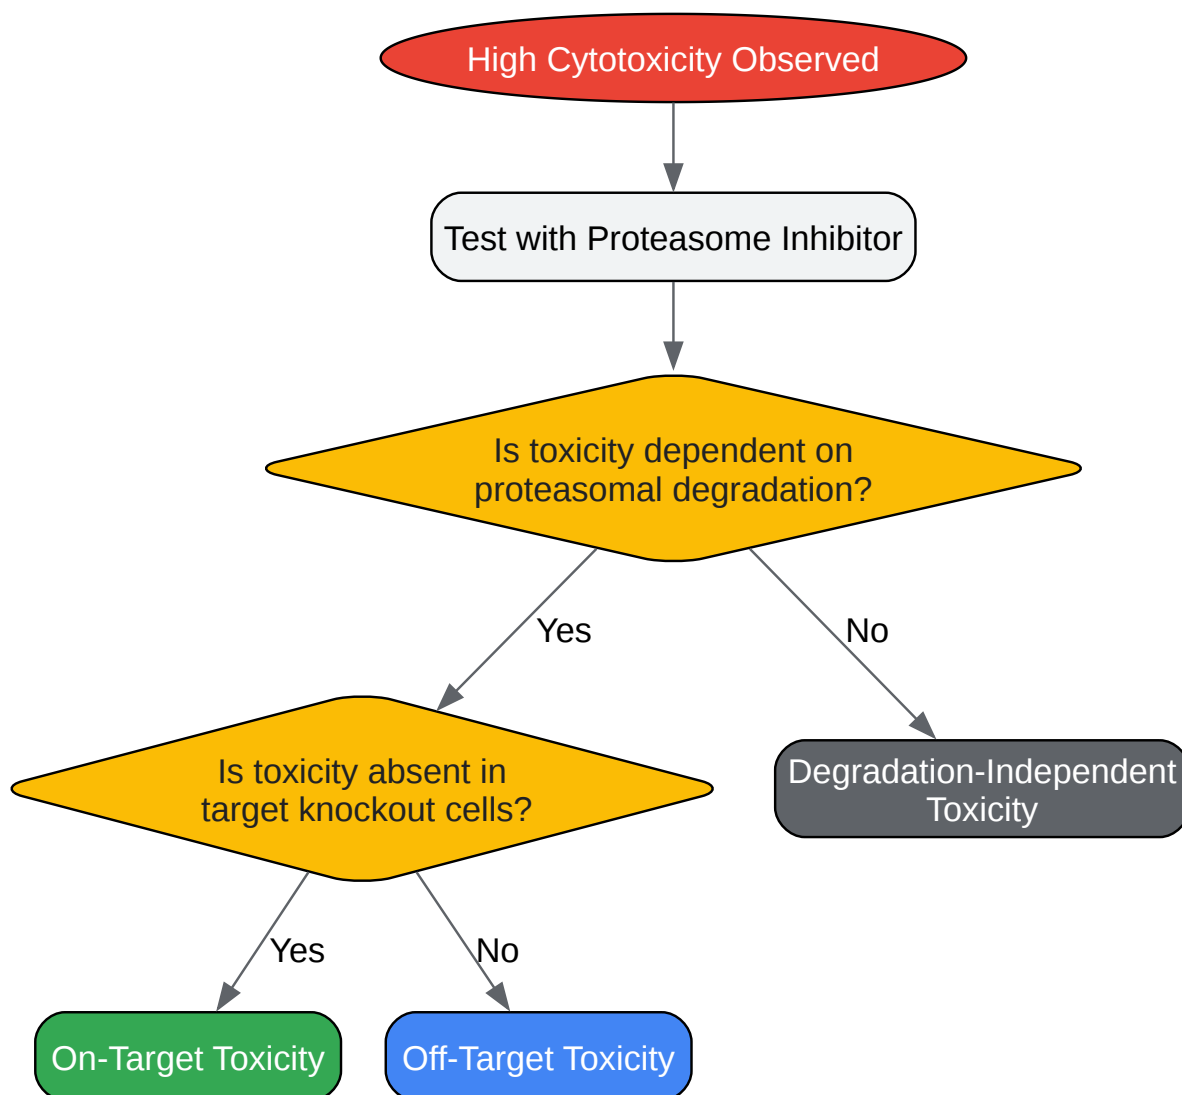 High Cytotoxicity Observed
Test with Proteasome Inhibitor
Is toxicity dependent on
proteasomal degradation?
Yes
No
Is toxicity absent in
target knockout cells?
Degradation-Independent
Toxicity
Yes
No
On-Target Toxicity
Off-Target Toxicity